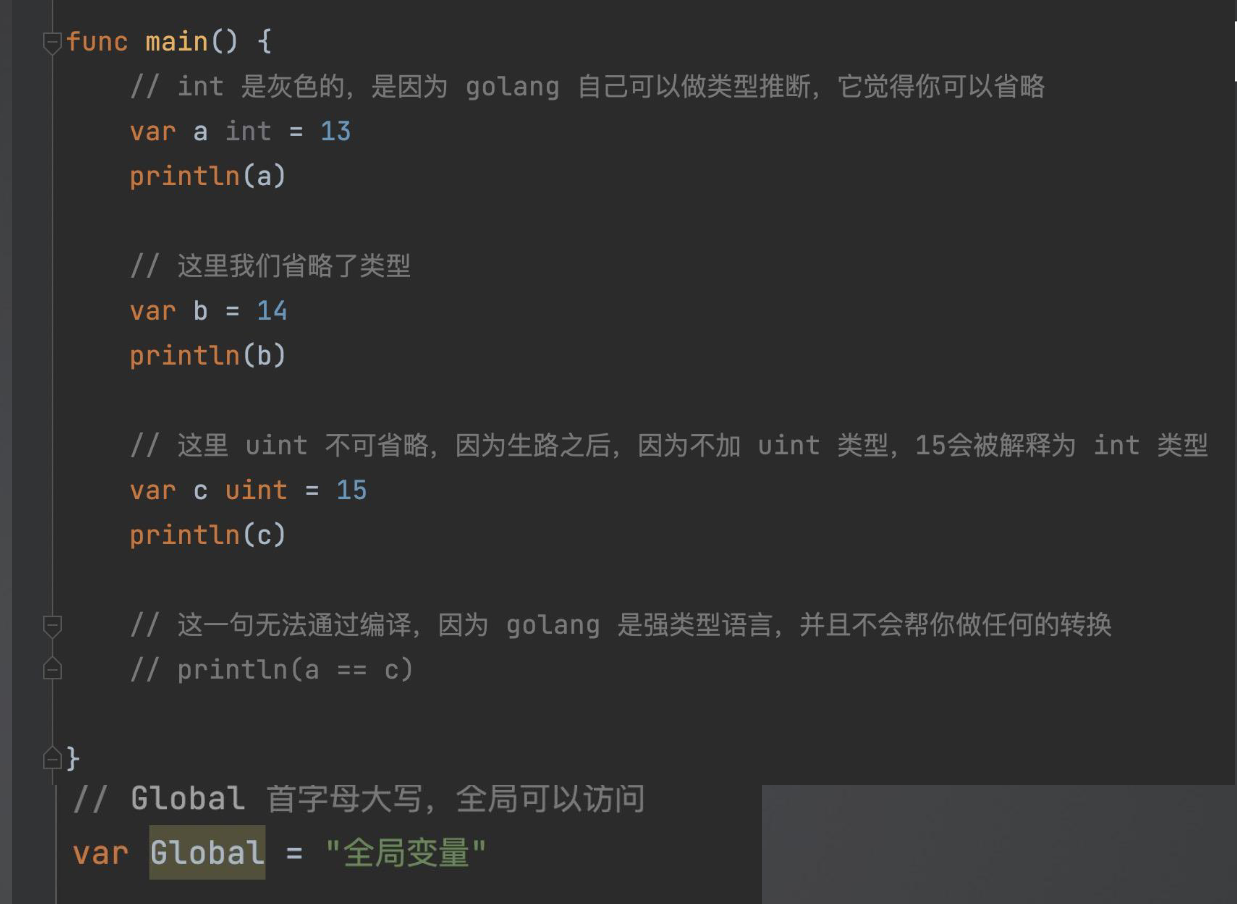 func main() {
// int 是灰色的，是因为 golang 自己可以做类型推断，它觉得你可以省略
var a int = 13
println(a)
// 这里我们省略了类型
var b = 14
println(b)
// 这里 uint 不可省略，因为生路之后，因为不加 uint 类型，15会被解释为 int 类型
var c uint = 15
println(c)
// 这一句无法通过编译，因为 golang 是强类型语言，并且不会帮你做任何的转换
// println(a == c)
}
// Global 首字母大写，全局可以访问
var Global = "全局变量"